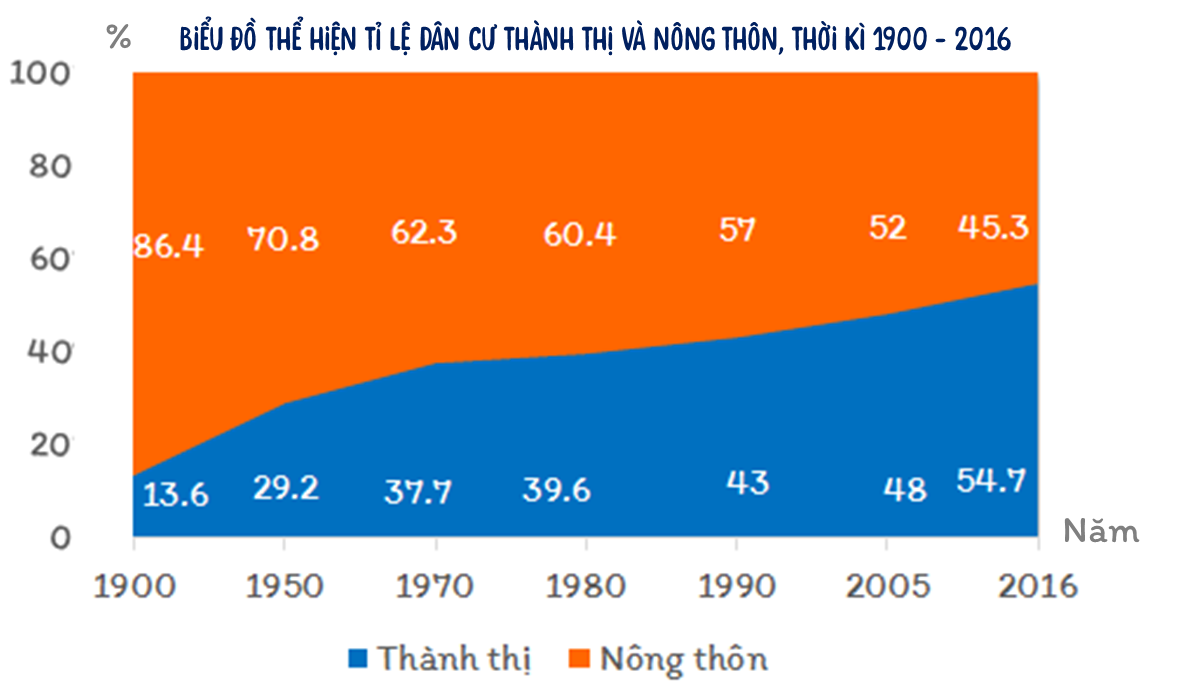 % BIỂU ĐỒ THỂ HIỆN TỈ LỆ DÂN CƯ THÀNH THỊ VÀ NÔNG THÔN, THỜI KÌ 1900 - 2016
100
80
60
40
20
0
86.4 70.8 62.3 60.4 57 52 45.3
13.6 29.2 37.7 39.6 43 48 54.7
Năm
1900 1950 1970 1980 1990 2005 2016
Thành thị Nông thôn